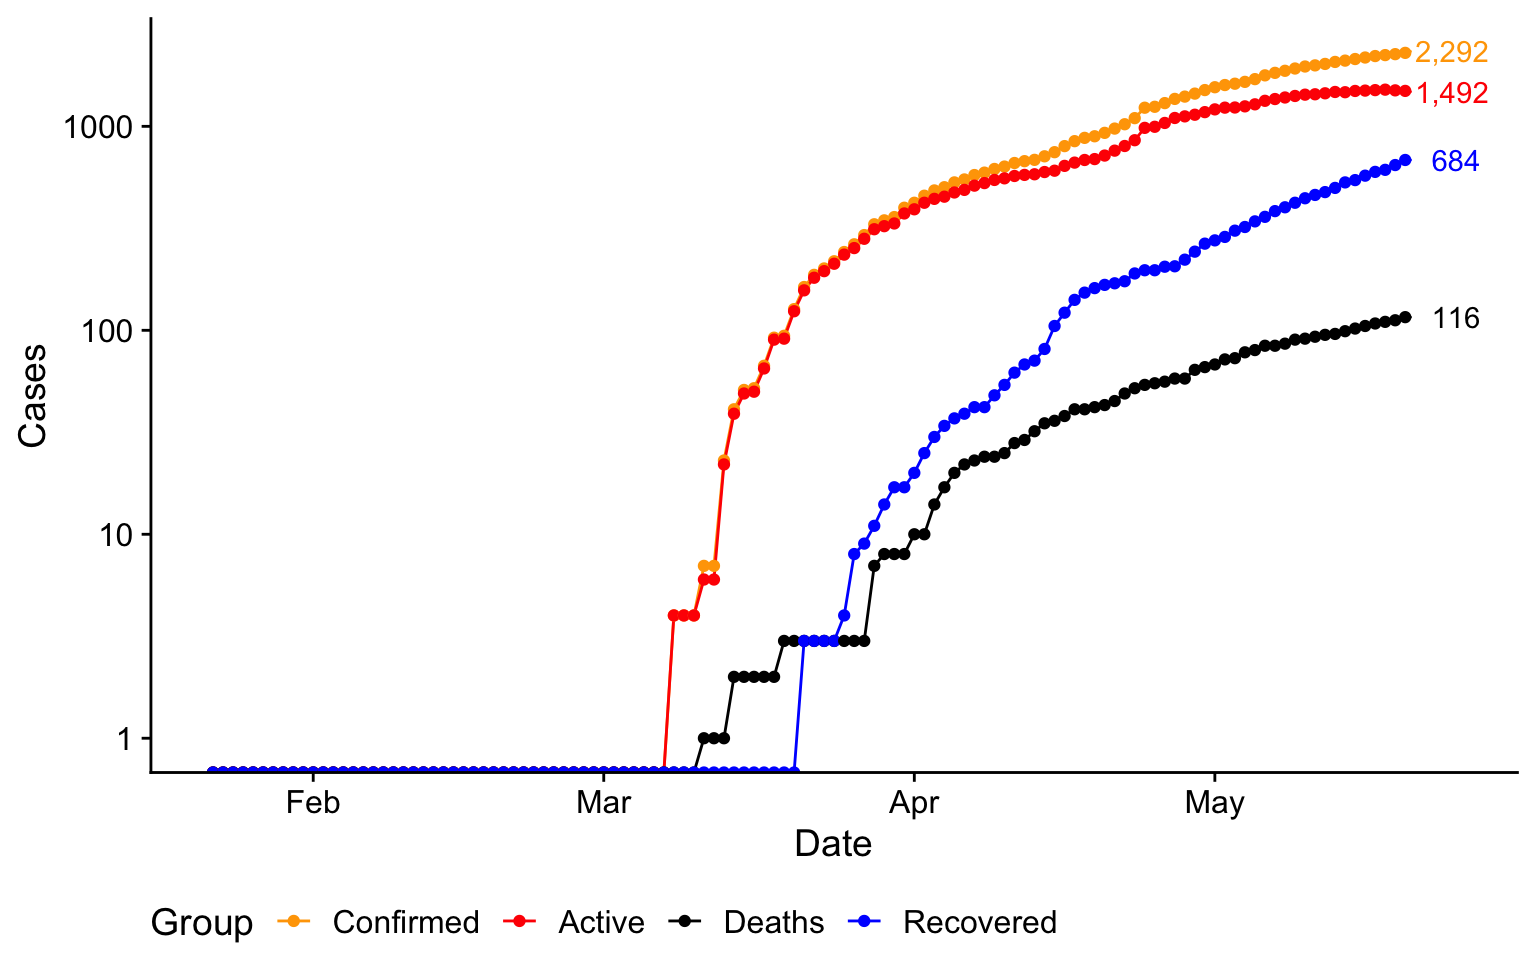 2,292
1,492
1000
684
100
116
Cases
10
1
Feb Mar Apr May
Date
Group Confirmed Active Deaths Recovered